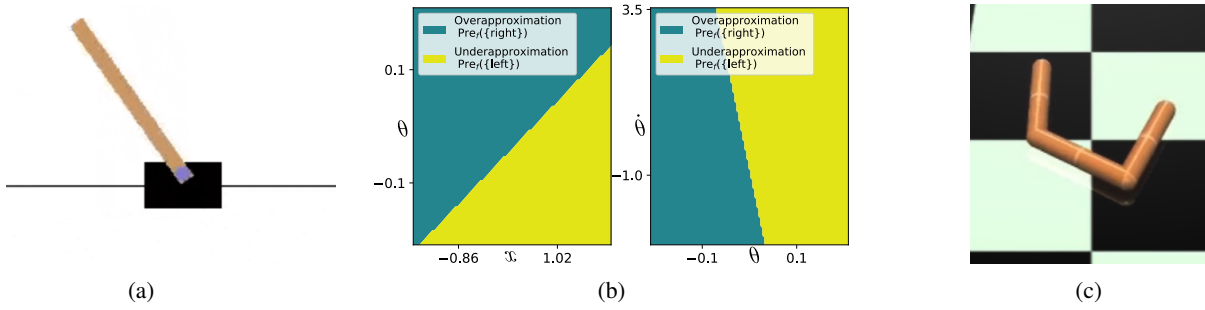 Overapproximation
Pre_f({right})
Underapproximation
Pre_f({left})
0.1
−0.1
θ
−0.86
x
1.02
3.5
Overapproximation
Pre_f({right})
Underapproximation
Pre_f({left})
θ̇
−1.0
−0.1
θ
0.1
(a)
(b)
(c)